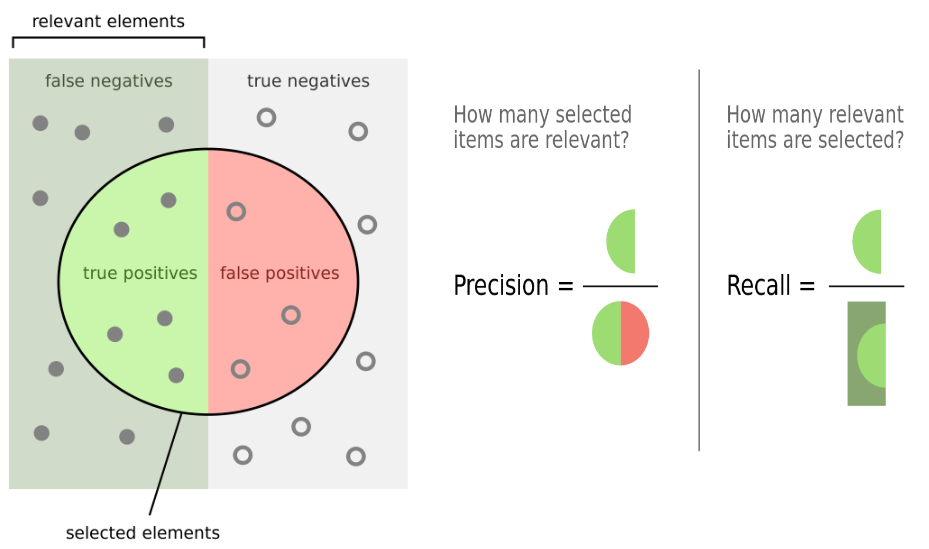 relevant elements
false negatives
true negatives
true positives
false positives
selected elements
How many selected
items are relevant?
Precision =
How many relevant
items are selected?
Recall =